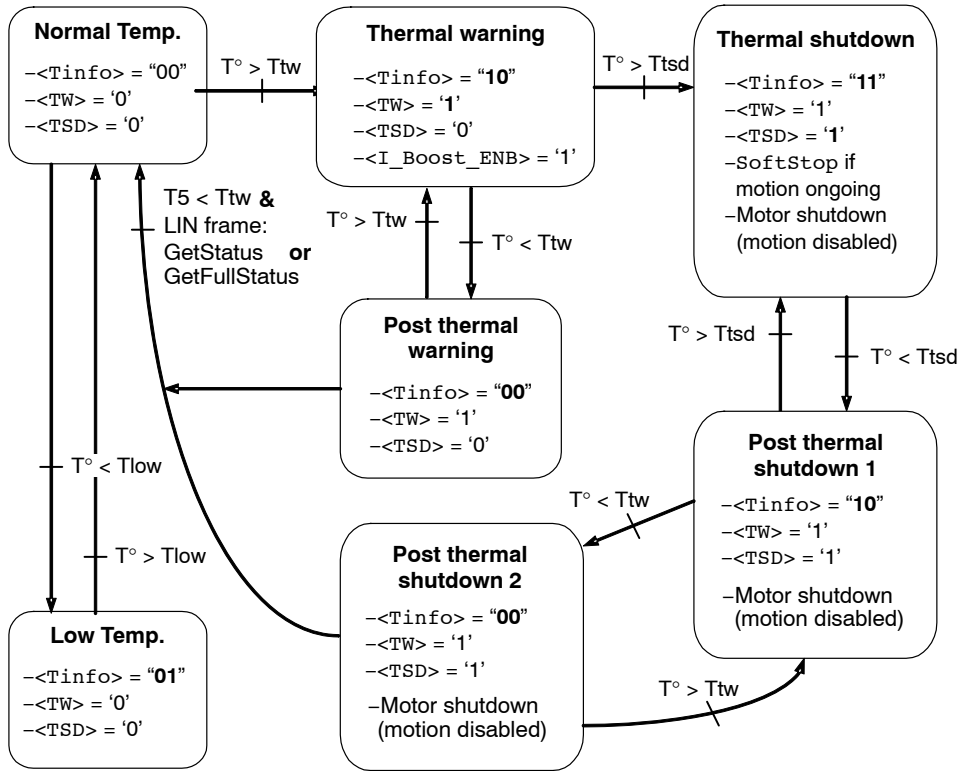 Normal Temp.
–<Tinfo> = “00”
–<TW> = ‘0’
–<TSD> = ‘0’
T° > Ttw
Thermal warning
–<Tinfo> = “10”
–<TW> = ‘1’
–<TSD> = ‘0’
–<I_Boost_ENB> = ‘1’
T° > Ttsd
Thermal shutdown
–<Tinfo> = “11”
–<TW> = ‘1’
–<TSD> = ‘1’
–SoftStop if
motion ongoing
–Motor shutdown
(motion disabled)
T5 < Ttw &
LIN frame:
GetStatus or
GetFullStatus
T° > Ttw
T° < Ttw
Post thermal
warning
–<Tinfo> = “00”
–<TW> = ‘1’
–<TSD> = ‘0’
T° > Ttsd
T° < Ttsd
Post thermal
shutdown 1
–<Tinfo> = “10”
–<TW> = ‘1’
–<TSD> = ‘1’
–Motor shutdown
(motion disabled)
T° < Tlow
T° > Tlow
T° < Ttw
Post thermal
shutdown 2
–<Tinfo> = “00”
–<TW> = ‘1’
–<TSD> = ‘1’
–Motor shutdown
(motion disabled)
T° > Ttw
Low Temp.
–<Tinfo> = “01”
–<TW> = ‘0’
–<TSD> = ‘0’